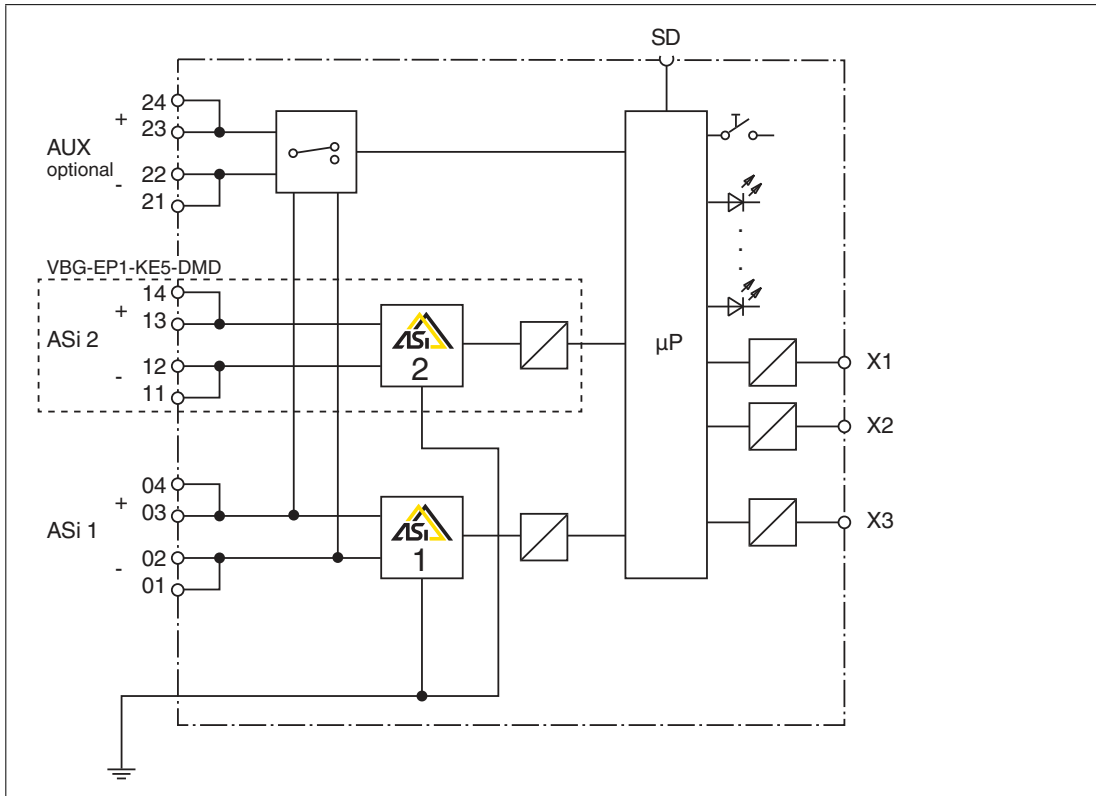 SD
24
+
23
AUX
optional
22
-
21
VBG-EP1-KE5-DMD
14
+
13
ASi 2
12
-
11
ASi
2
µP
X1
X2
X3
04
+
03
ASi 1
02
-
01
ASi
1